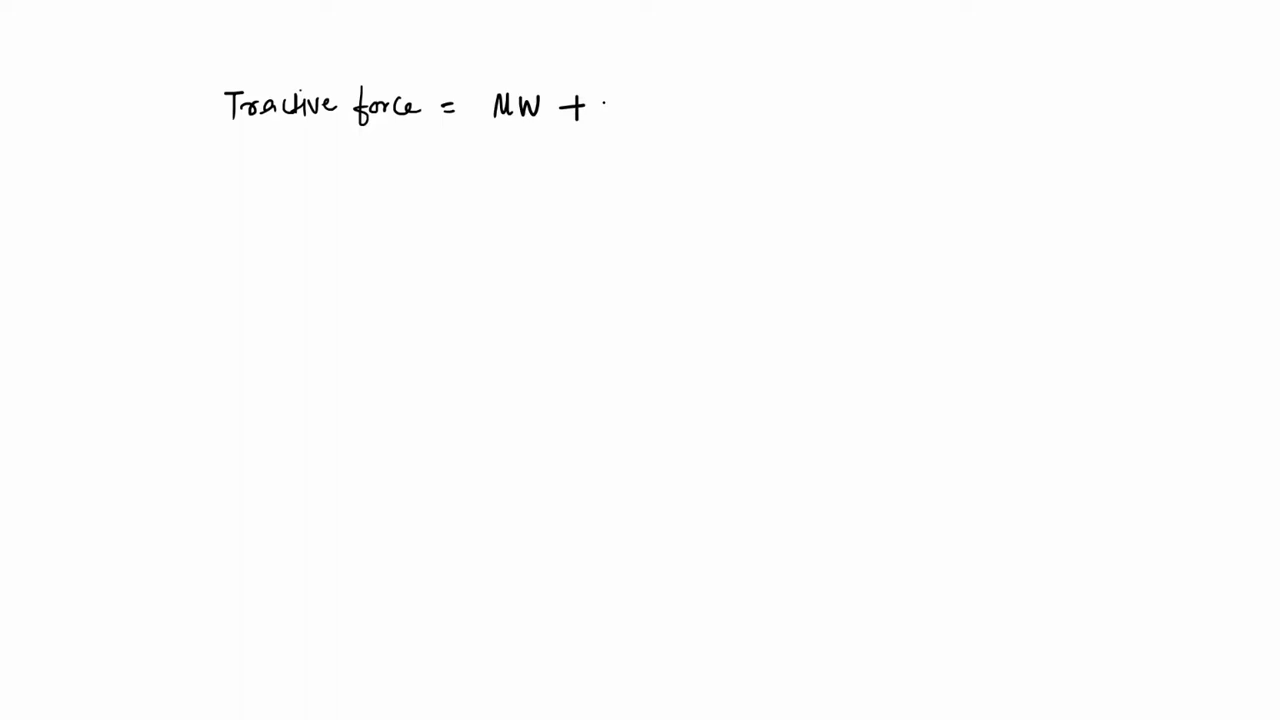 Tractive force = μW + .